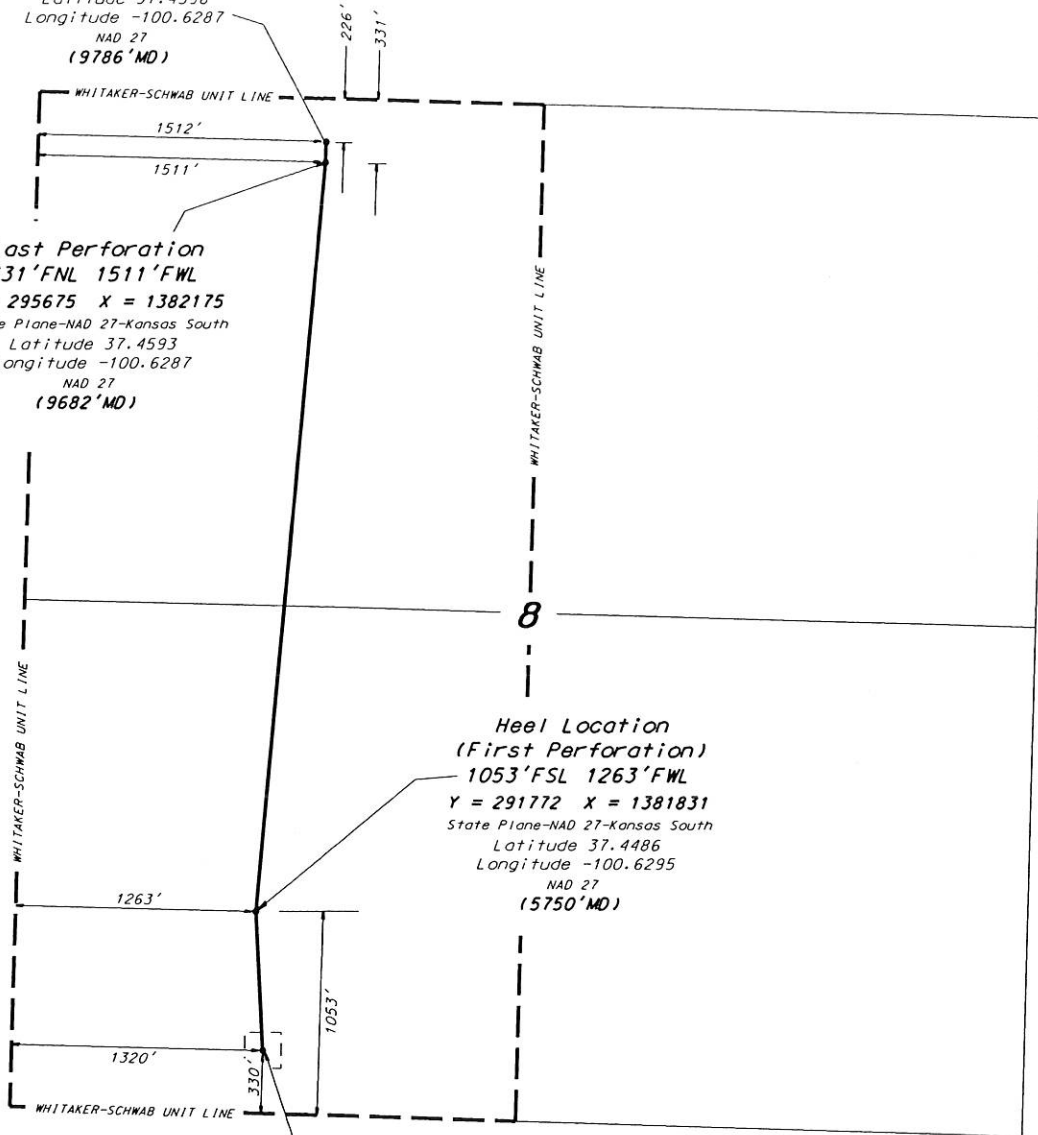 Longitude -100.6287
NAD 27
(9786'MD)
226'
331'
WHITAKER-SCHWAB UNIT LINE
1512'
1511'
ast Perforation
31'FNL 1511'FWL
295675 X = 1382175
e Plane-NAD 27-Kansas South
Latitude 37.4593
ongitude -100.6287
NAD 27
(9682'MD)
WHITAKER-SCHWAB UNIT LINE
8
WHITAKER-SCHWAB UNIT LINE
Heel Location
(First Perforation)
1053'FSL 1263'FWL
Y = 291772 X = 1381831
State Plane-NAD 27-Kansas South
Latitude 37.4486
Longitude -100.6295
NAD 27
(5750'MD)
1263'
1053'
1320'
330'
WHITAKER-SCHWAB UNIT LINE